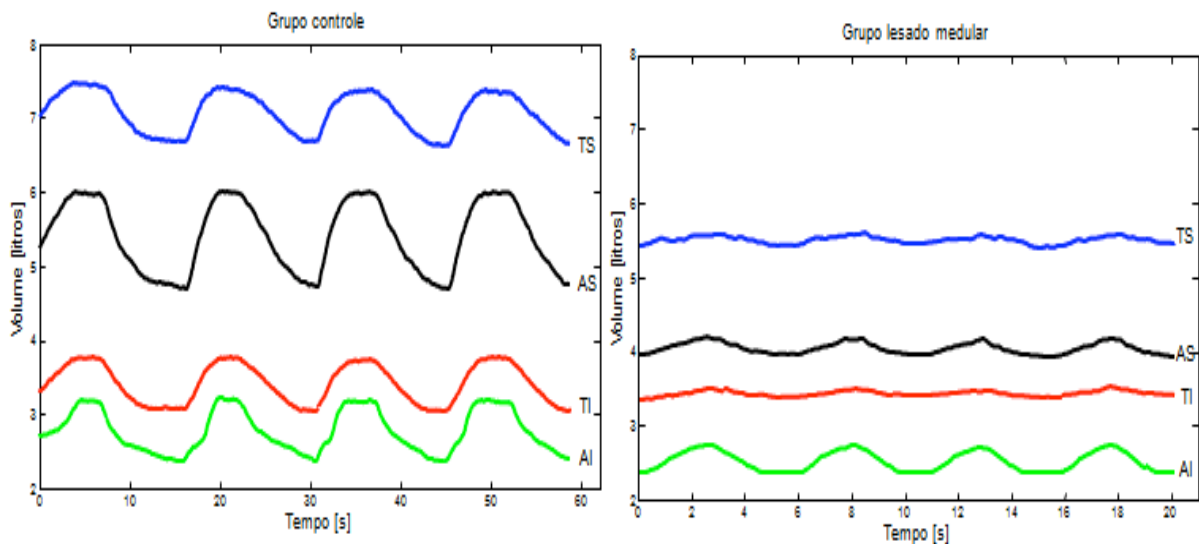 Grupo controle
8
7
6
5
4
3
2
Volume [litros]
TS
AS
TI
AI
0 10 20 30 40 50 60
Tempo [s]
Grupo lesado medular
8
7
6
5
4
3
2
Volume [litros]
TS
AS
TI
AI
0 2 4 6 8 10 12 14 16 18 20
Tempo [s]